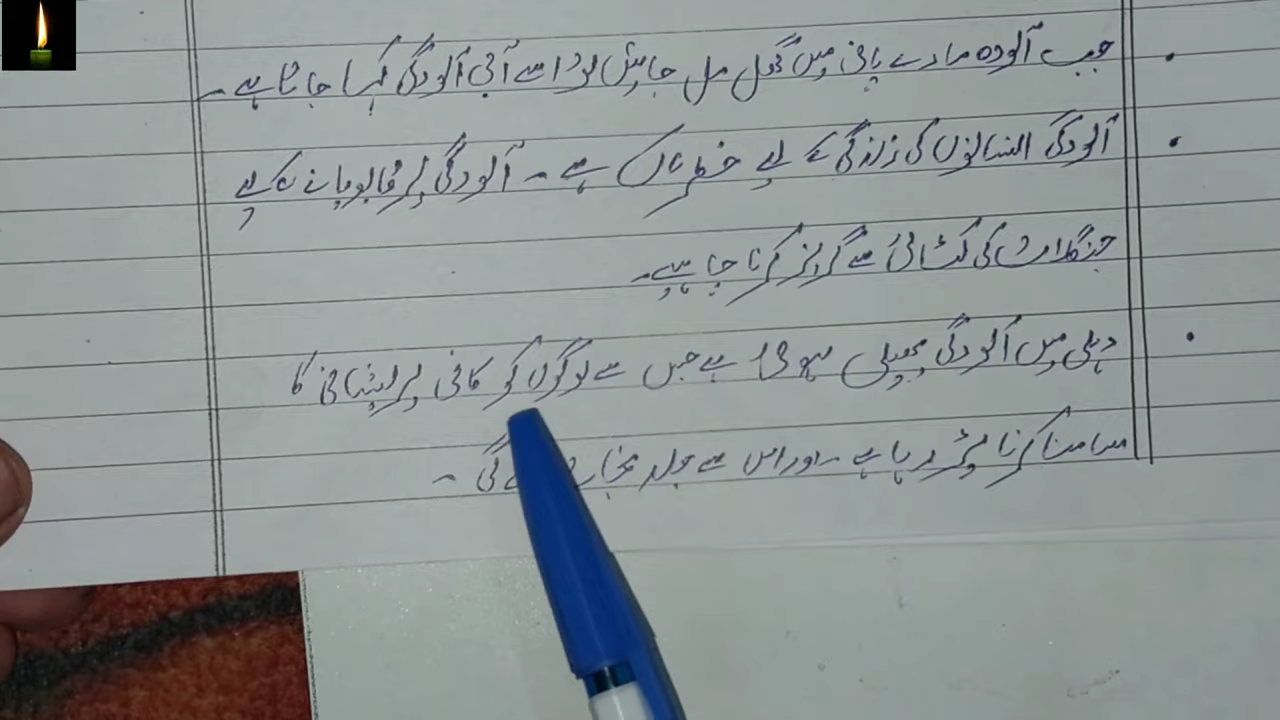 جب آلودہ مادے پانی میں گھل مل جائیں تو اسے آبی آلودگی کہا جاتا ہے۔
آلودگی انسانوں کی زندگی کے لیے خطرناک ہے۔ آلودگی پر قابو پانے کے لیے
جنگلات کی کٹائی سے گریز کرنا چاہیے۔
دہلی میں آلودگی پھیلی ہوئی ہے جس سے لوگوں کو کافی پریشانی کا
سامنا کرنا پڑ رہا ہے۔ اور اس سے جلد گی۔